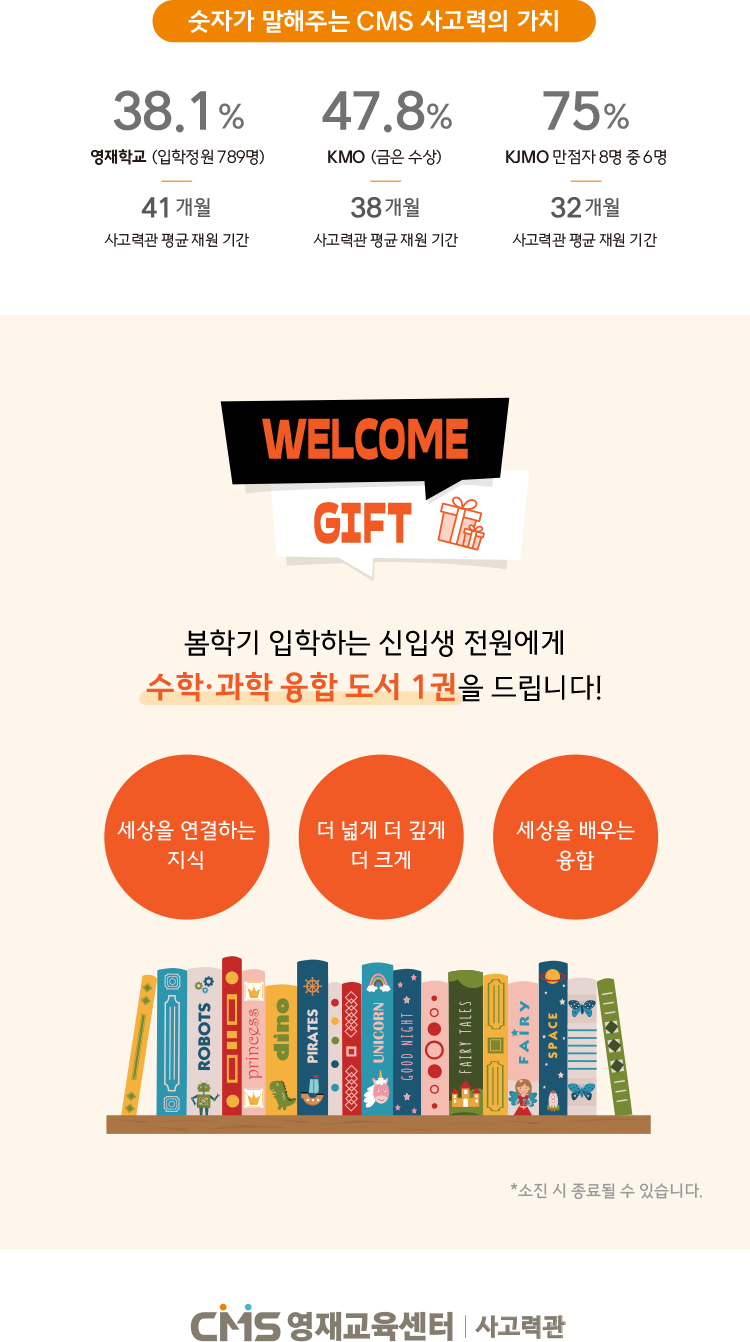 숫자가 말해주는 CMS 사고력의 가치
38.1% 47.8% 75%
영재학교 (입학정원 789명) KMO (금은 수상) KJMO 만점자 8명 중 6명
41개월 38개월 32개월
사고력관 평균 재원 기간 사고력관 평균 재원 기간 사고력관 평균 재원 기간
WELCOME
GIFT
봄학기 입학하는 신입생 전원에게
수학·과학 융합 도서 1권을 드립니다!
세상을 연결하는
지식
더 넓게 더 깊게
더 크게
세상을 배우는
융합
ROBOTS
princess
dino
PIRATES
UNICORN
GOOD NIGHT
FAIRY TALES
FAIRY
SPACE
*소진 시 종료될 수 있습니다.
CMS 영재교육센터 | 사고력관